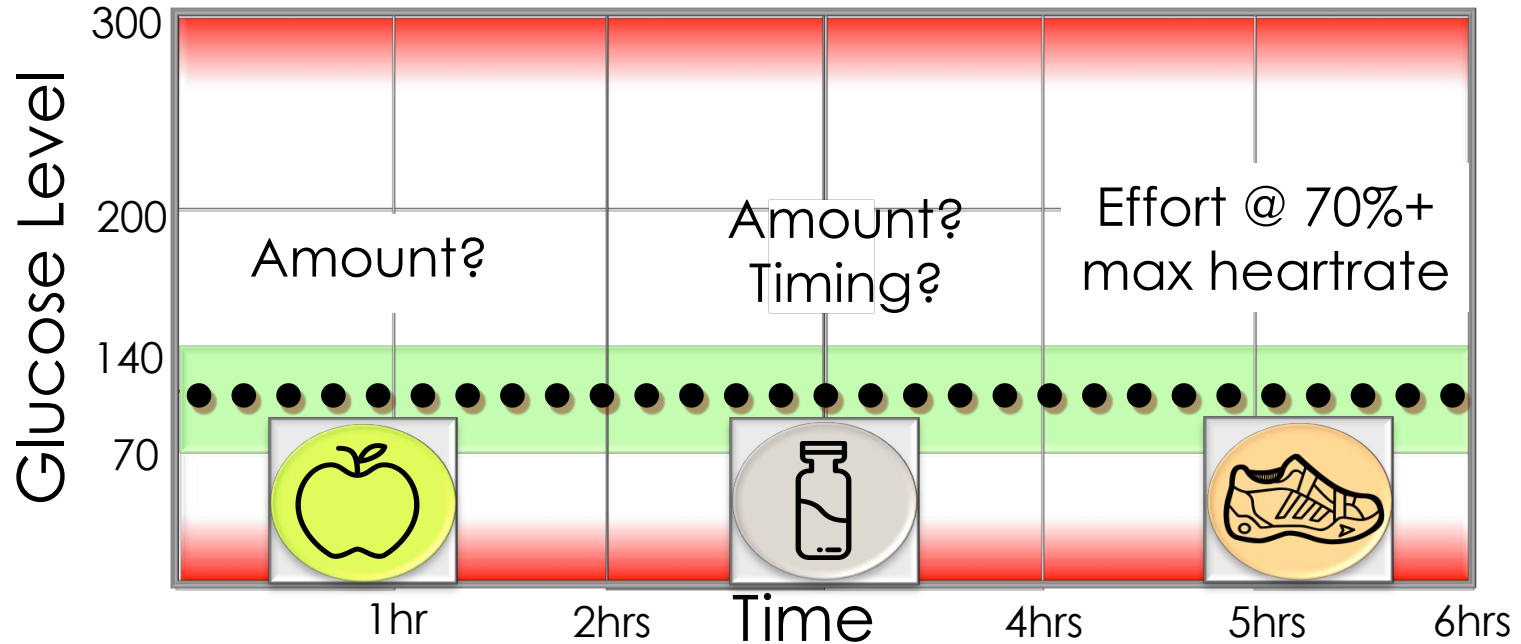 300
200
140
70
Glucose Level
Amount?
Amount?
Timing?
Effort @ 70%+
max heartrate
1hr
2hrs
Time
4hrs
5hrs
6hrs